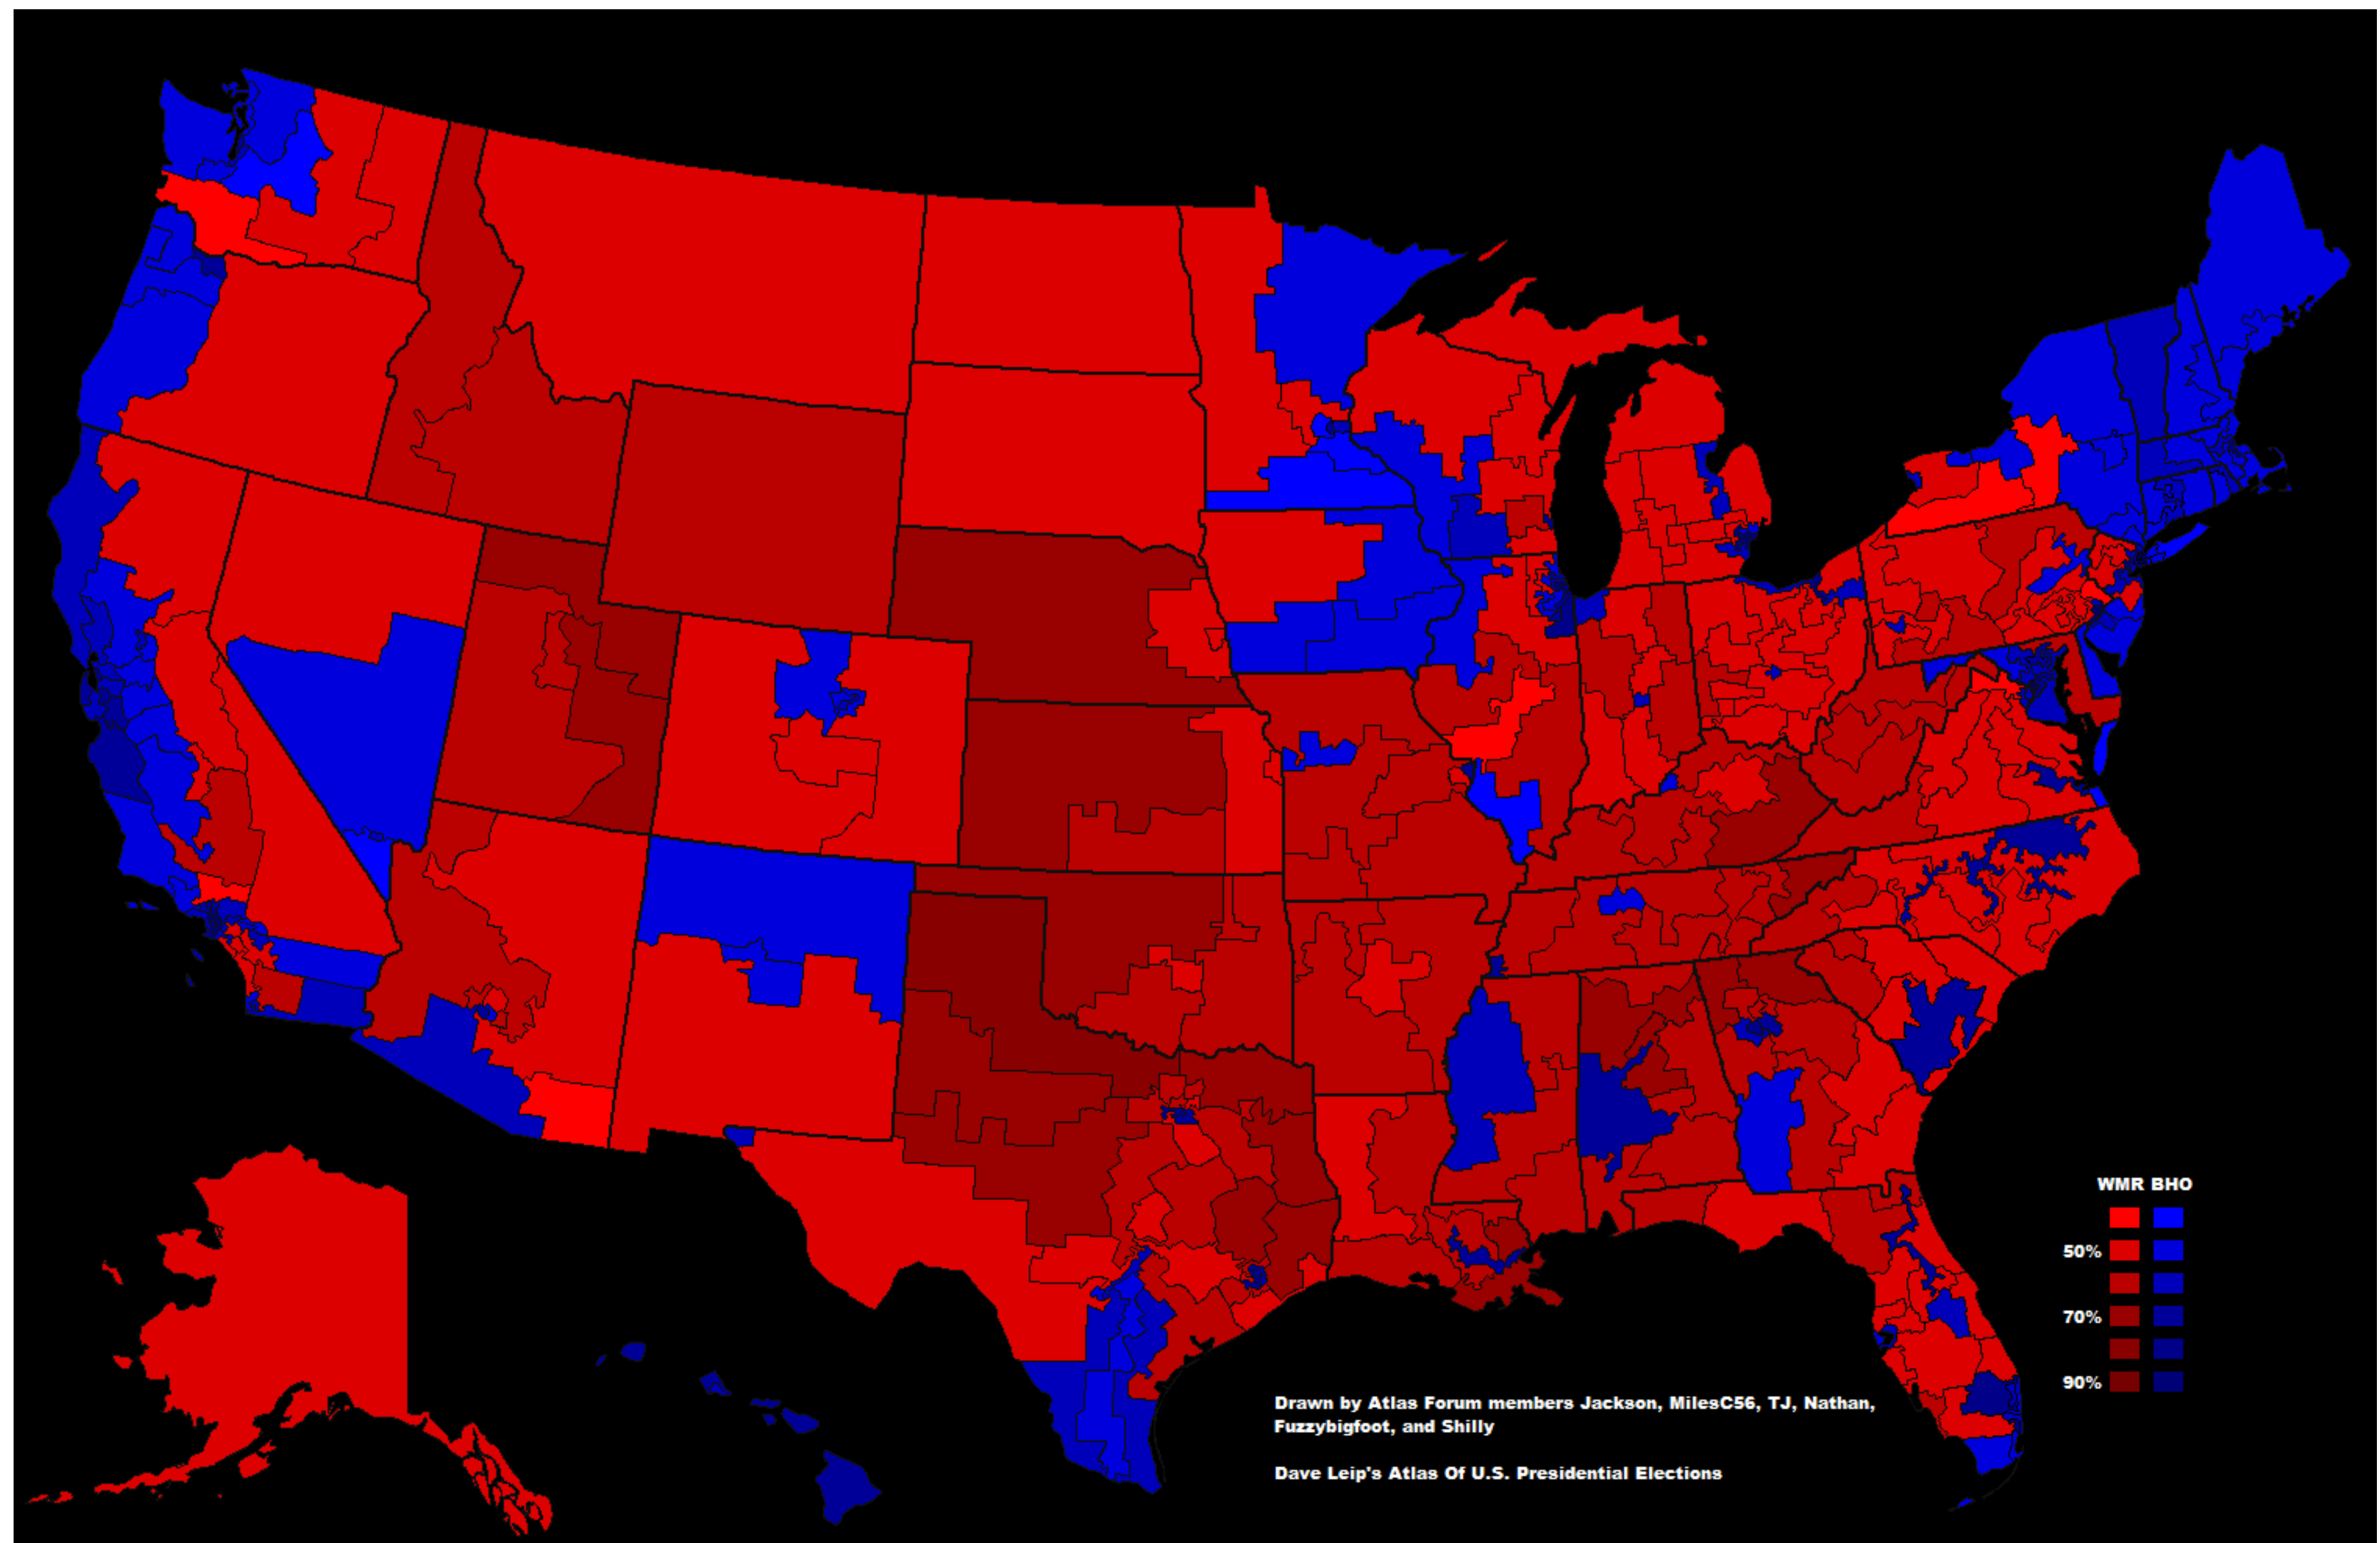 WMR BHO
50%
70%
90%
Drawn by Atlas Forum members Jackson, MilesC56, TJ, Nathan,
Fuzzybigfoot, and Shilly
Dave Leip's Atlas Of U.S. Presidential Elections